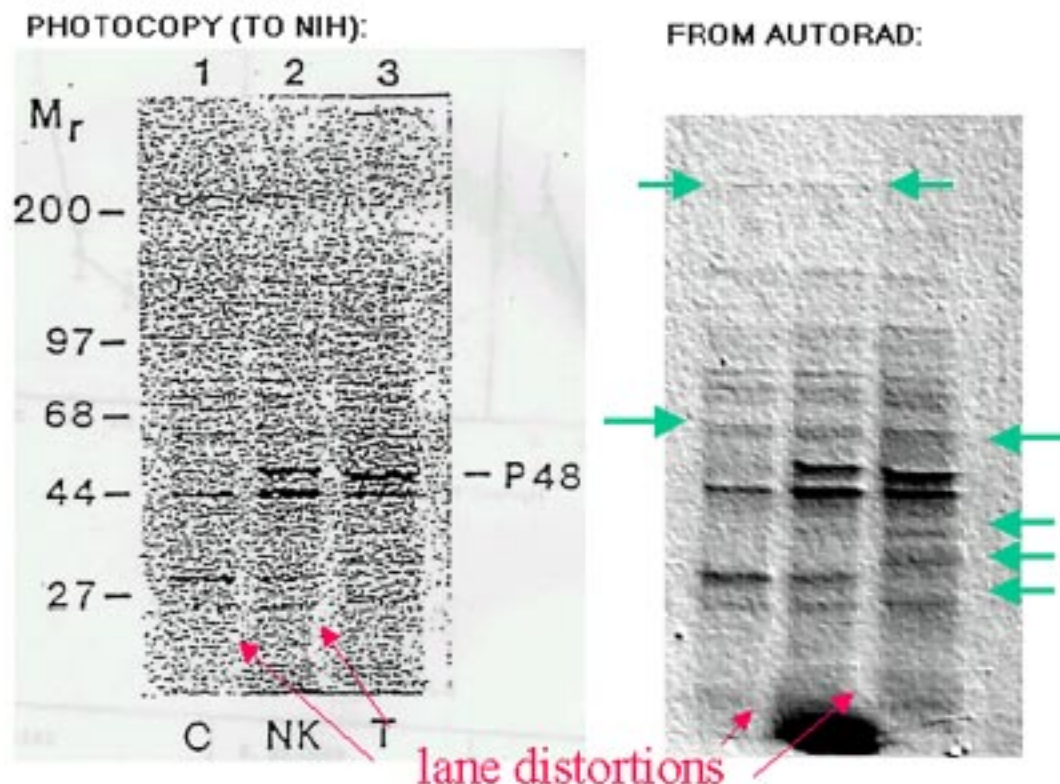 PHOTOCOPY (TO NIH):
FROM AUTORAD:
1 2 3
Mr
200 –
97 –
68 –
– P48
44 –
27 –
C NK T
lane distortions